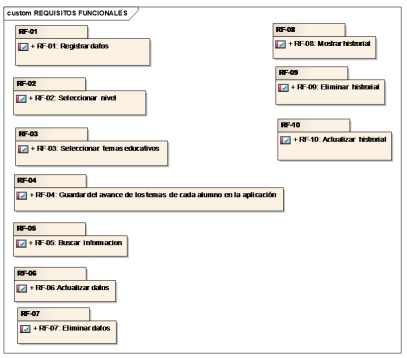 custom REQUISITOS FUNCIONALES
RF-01
+ RF-01: Registrar datos
RF-02
+ RF-02: Seleccionar nivel
RF-03
+ RF-03: Seleccionar temas educativos
RF-04
+ RF-04: Guardar del avance de los temas de cada alumno en la aplicación
RF-05
+ RF-05: Buscar informacion
RF-06
+ RF-06 Actualizar datos
RF-07
+ RF-07: Eliminar datos
RF-08
+ RF-08: Mostrar histrorial
RF-09
+ RF-09: Eliminar histrorial
RF-10
+ RF-10: Actualizar histrorial